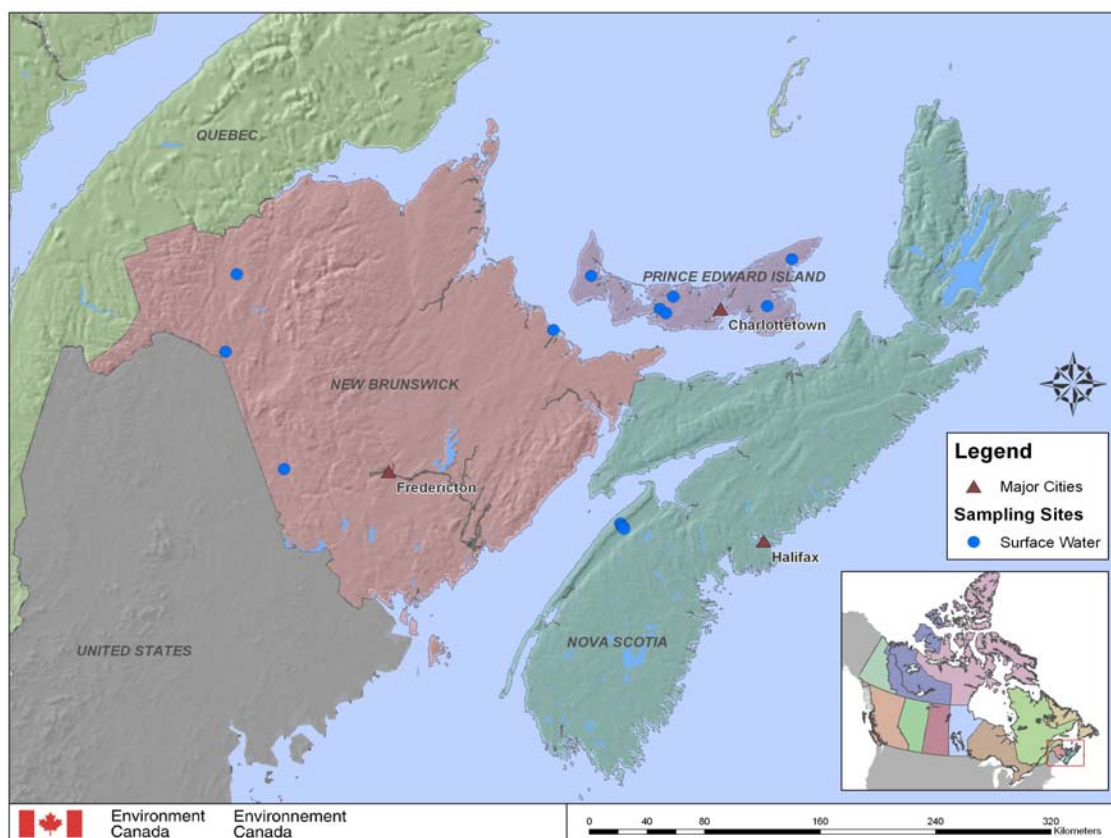 QUEBEC
PRINCE EDWARD ISLAND
Charlottetown
NEW BRUNSWICK
Fredericton
Halifax
NOVA SCOTIA
UNITED STATES
Legend
Major Cities
Sampling Sites
Surface Water
Environment Environnement
Canada Canada
0 40 80 160 240 320
Kilometers